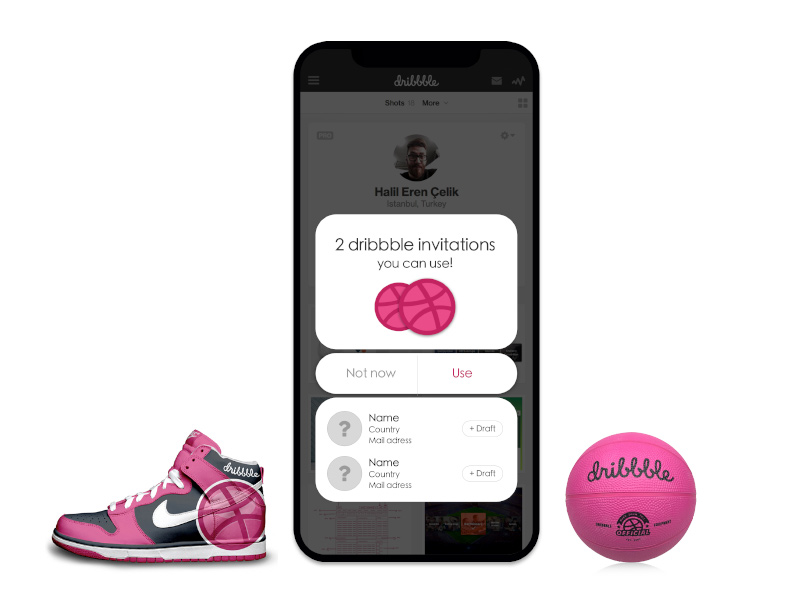 dribbble
Shots 18 More
PRO
Halil Eren Çelik
Istanbul, Turkey
2 dribbble invitations
you can use!
Not now Use
Name
Country
Mail adress
+ Draft
Name
Country
Mail adress
+ Draft
dribbble
dribbble
OFFICIAL